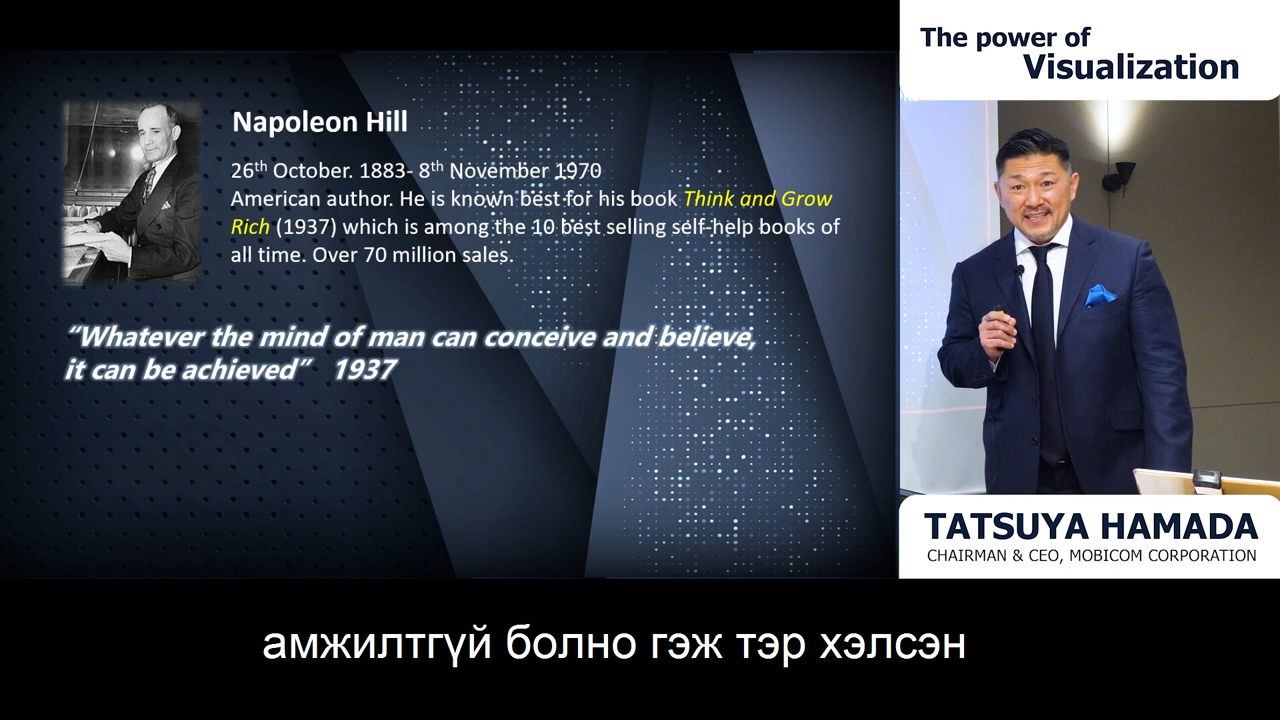 The power of
Visualization
Napoleon Hill
26th October. 1883- 8th November 1970
American author. He is known best for his book Think and Grow
Rich (1937) which is among the 10 best selling self-help books of
all time. Over 70 million sales.
“Whatever the mind of man can conceive and believe,
it can be achieved” 1937
TATSUYA HAMADA
CHAIRMAN & CEO, MOBICOM CORPORATION
амжилтгүй болно гэж тэр хэлсэн